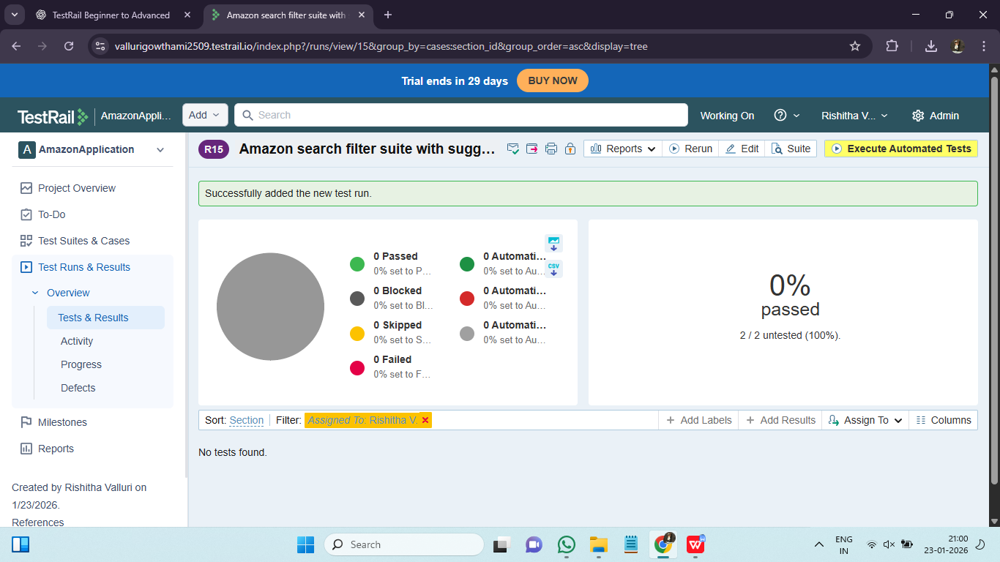 TestRail Beginner to Advanced
Amazon search filter suite with
vallurigowthami2509.testrail.io/index.php?/runs/view/15&group_by=cases:section_id&group_order=asc&display=tree
Trial ends in 29 days
BUY NOW
TestRail
AmazonAppli...
Add
Search
Working On
Rishitha V...
Admin
A AmazonApplication
R15
Amazon search filter suite with sugg...
Reports
Rerun
Edit
Suite
Execute Automated Tests
Project Overview
To-Do
Test Suites & Cases
Test Runs & Results
Overview
Tests & Results
Activity
Progress
Defects
Milestones
Reports
Created by Rishitha Valluri on
1/23/2026.
References
Successfully added the new test run.
0 Passed
0% set to P...
0 Blocked
0% set to Bl...
0 Skipped
0% set to S...
0 Failed
0% set to F...
0 Automati...
0% set to Au...
0 Automati...
0% set to Au...
0 Automati...
0% set to Au...
CSV
0%
passed
2 / 2 untested (100%).
Sort: Section
Filter: Assigned To: Rishitha V.
Add Labels
Add Results
Assign To
Columns
No tests found.
Search
ENG
IN
21:00
23-01-2026